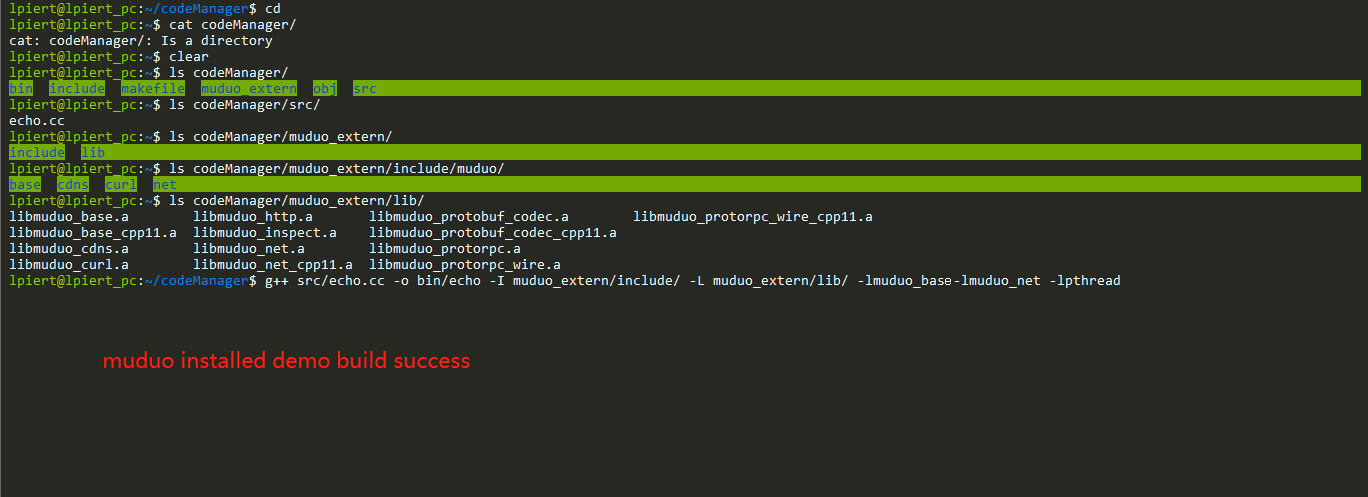 lpiert@lpiert_pc:~/codeManager$ cd
lpiert@lpiert_pc:~$ cat codeManager/
cat: codeManager/: Is a directory
lpiert@lpiert_pc:~$ clear
lpiert@lpiert_pc:~$ ls codeManager/
bin  include  makefile  muduo_extern  obj  src
lpiert@lpiert_pc:~$ ls codeManager/src/
echo.cc
lpiert@lpiert_pc:~$ ls codeManager/muduo_extern/
include  lib
lpiert@lpiert_pc:~$ ls codeManager/muduo_extern/include/muduo/
base  cdns  curl  net
lpiert@lpiert_pc:~$ ls codeManager/muduo_extern/lib/
libmuduo_base.a        libmuduo_http.a       libmuduo_protobuf_codec.a        libmuduo_protorpc_wire_cpp11.a
libmuduo_base_cpp11.a  libmuduo_inspect.a    libmuduo_protobuf_codec_cpp11.a
libmuduo_cdns.a        libmuduo_net.a        libmuduo_protorpc.a
libmuduo_curl.a        libmuduo_net_cpp11.a  libmuduo_protorpc_wire.a
lpiert@lpiert_pc:~/codeManager$ g++ src/echo.cc -o bin/echo -I muduo_extern/include/ -L muduo_extern/lib/ -lmuduo_base-lmuduo_net -lpthread
muduo installed demo build success